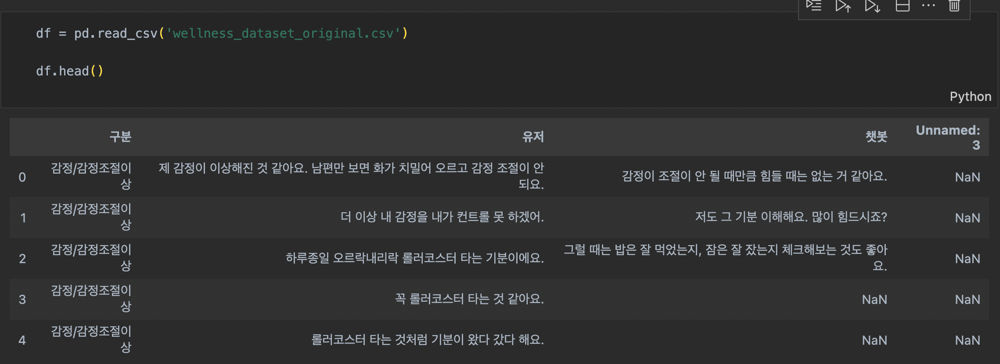 df = pd.read_csv('wellness_dataset_original.csv')
df.head()
Python
구분 유저 챗봇 Unnamed: 3
0 감정/감정조절이상 제 감정이 이상해진 것 같아요. 남편만 보면 화가 치밀어 오르고 감정 조절이 안 되요. 감정이 조절이 안 될 때만큼 힘들 때는 없는 거 같아요. NaN
1 감정/감정조절이상 더 이상 내 감정을 내가 컨트롤 못 하겠어. 저도 그 기분 이해해요. 많이 힘드시죠? NaN
2 감정/감정조절이상 하루종일 오르락내리락 롤러코스터 타는 기분이에요. 그럴 때는 밥은 잘 먹었는지, 잠은 잘 잤는지 체크해보는 것도 좋아요. NaN
3 감정/감정조절이상 꼭 롤러코스터 타는 것 같아요. NaN NaN
4 감정/감정조절이상 롤러코스터 타는 것처럼 기분이 왔다 갔다 해요. NaN NaN